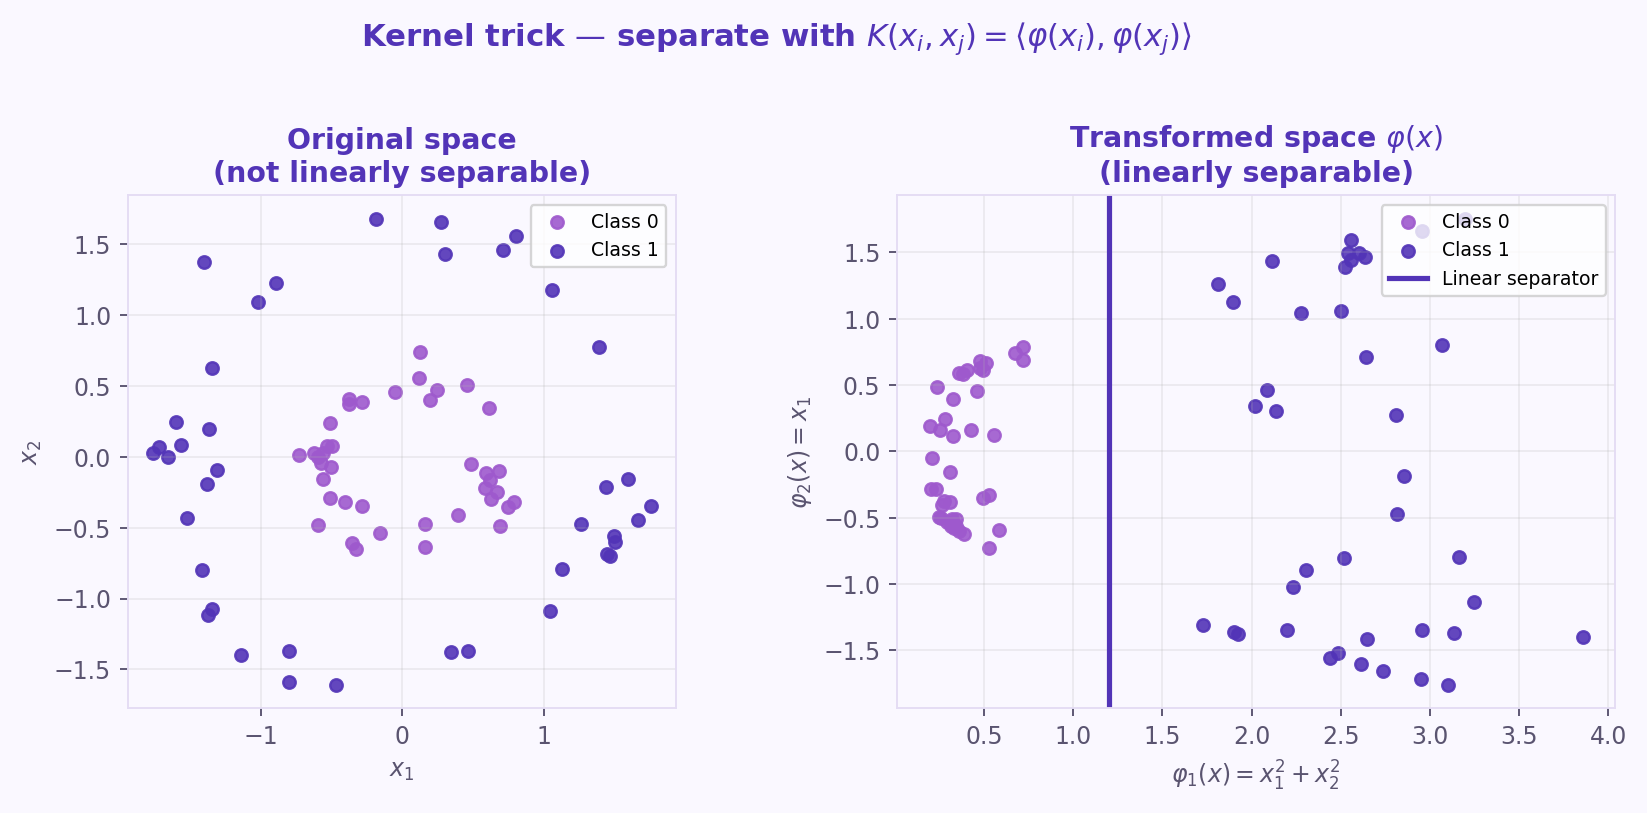 Kernel trick — separate with K(xᵢ, xⱼ) = ⟨φ(xᵢ), φ(xⱼ)⟩
Original space
(not linearly separable)
Class 0
Class 1
1.5
1.0
0.5
0.0
−0.5
−1.0
−1.5
x₂
−1
0
1
x₁
Transformed space φ(x)
(linearly separable)
Class 0
Class 1
Linear separator
1.5
1.0
0.5
0.0
−0.5
−1.0
−1.5
φ₂(x) = x₁
0.5
1.0
1.5
2.0
2.5
3.0
3.5
4.0
φ₁(x) = x₁² + x₂²